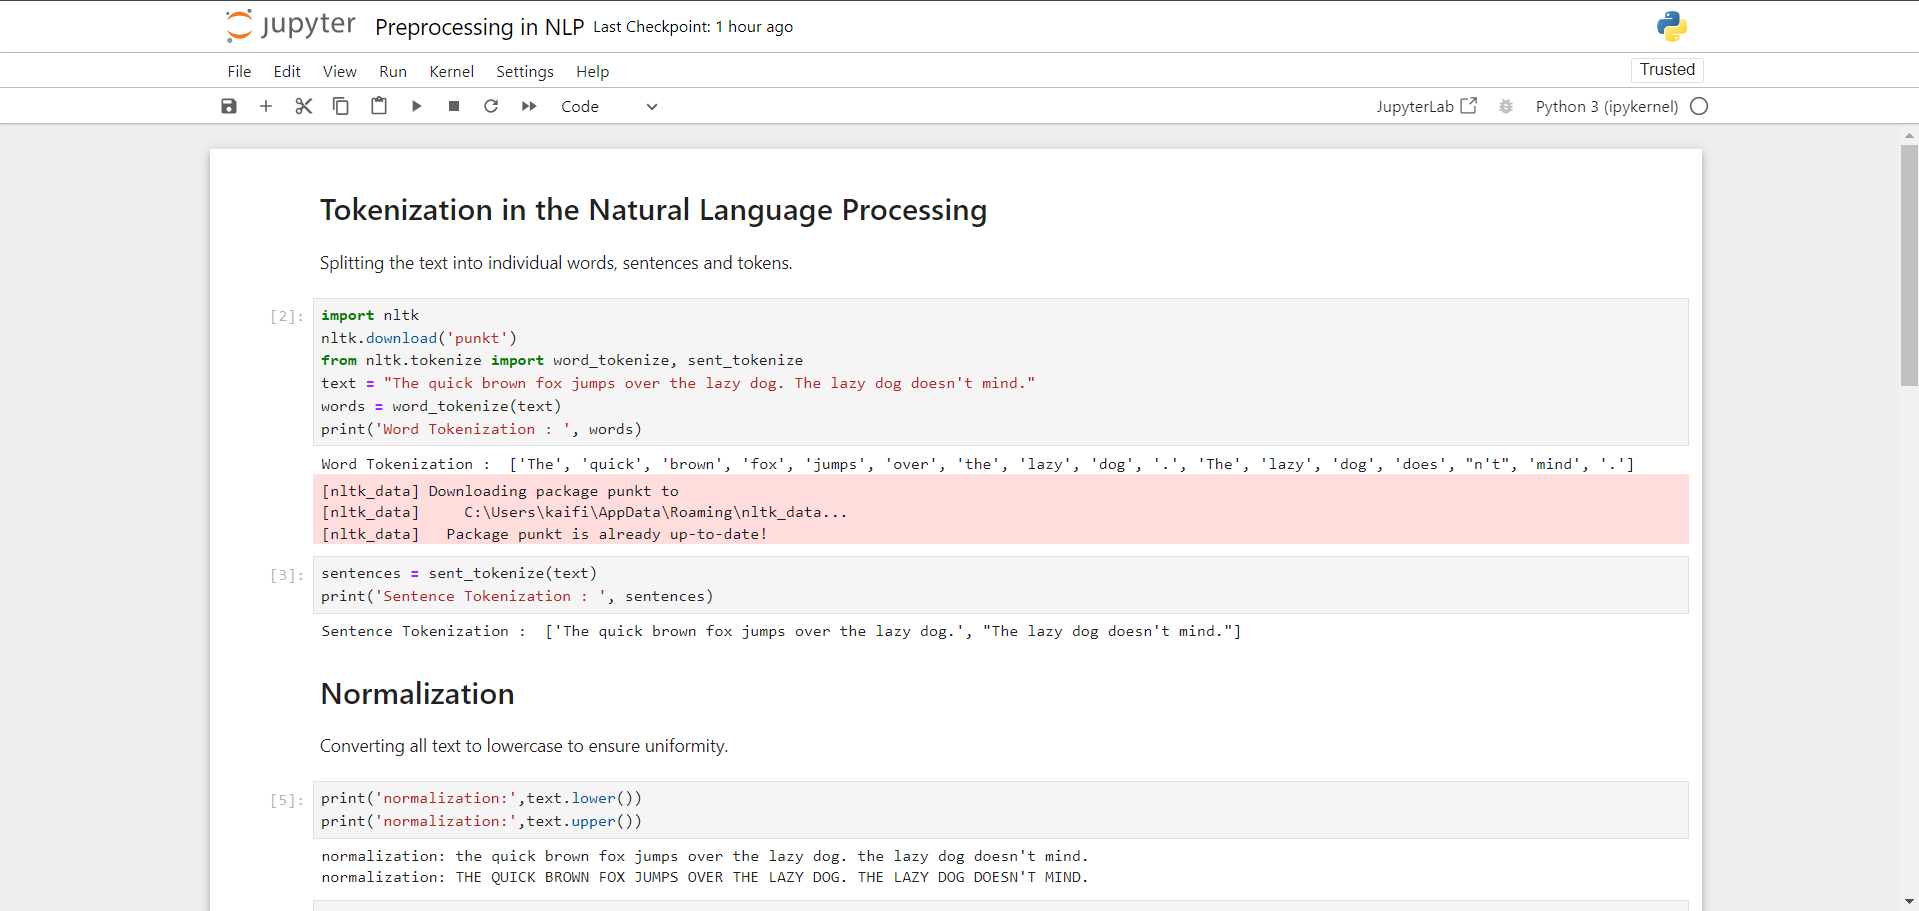 jupyter Preprocessing in NLP Last Checkpoint: 1 hour ago
File Edit View Run Kernel Settings Help Trusted
Code JupyterLab Python 3 (ipykernel)
Tokenization in the Natural Language Processing
Splitting the text into individual words, sentences and tokens.
[2]: import nltk
nltk.download('punkt')
from nltk.tokenize import word_tokenize, sent_tokenize
text = "The quick brown fox jumps over the lazy dog. The lazy dog doesn't mind."
words = word_tokenize(text)
print('Word Tokenization : ', words)
Word Tokenization :  ['The', 'quick', 'brown', 'fox', 'jumps', 'over', 'the', 'lazy', 'dog', '.', 'The', 'lazy', 'dog', 'does', "n't", 'mind', '.']
[nltk_data] Downloading package punkt to
[nltk_data]     C:\Users\kaifi\AppData\Roaming\nltk_data...
[nltk_data]   Package punkt is already up-to-date!
[3]: sentences = sent_tokenize(text)
print('Sentence Tokenization : ', sentences)
Sentence Tokenization :  ['The quick brown fox jumps over the lazy dog.', "The lazy dog doesn't mind."]
Normalization
Converting all text to lowercase to ensure uniformity.
[5]: print('normalization:',text.lower())
print('normalization:',text.upper())
normalization: the quick brown fox jumps over the lazy dog. the lazy dog doesn't mind.
normalization: THE QUICK BROWN FOX JUMPS OVER THE LAZY DOG. THE LAZY DOG DOESN'T MIND.